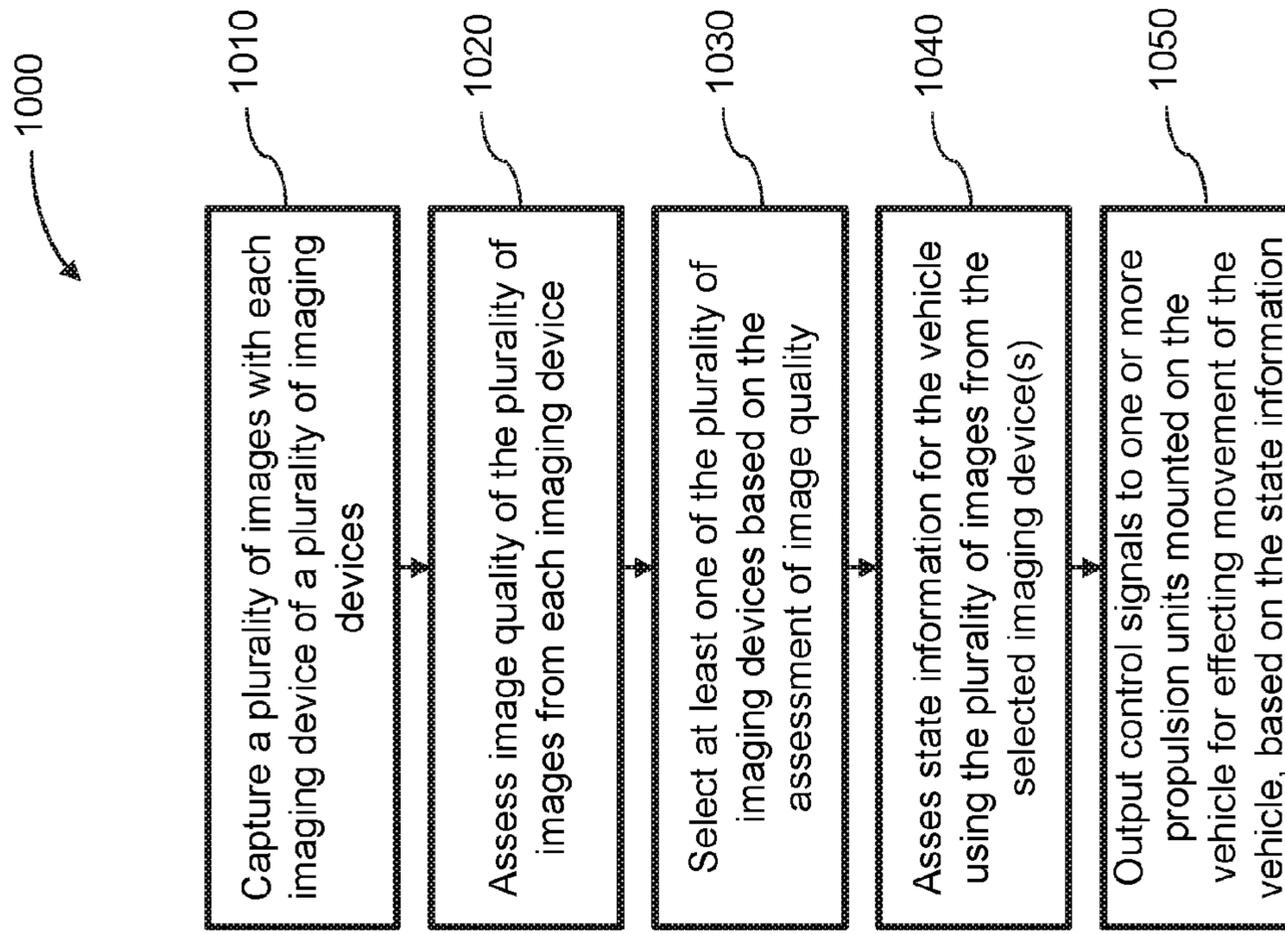 1000
1010
Capture a plurality of images with each
imaging device of a plurality of imaging
devices
1020
Assess image quality of the plurality of
images from each imaging device
1030
Select at least one of the plurality of
imaging devices based on the
assessment of image quality
1040
Asses state information for the vehicle
using the plurality of images from the
selected imaging device(s)
1050
Output control signals to one or more
propulsion units mounted on the
vehicle for effecting movement of the
vehicle, based on the state information